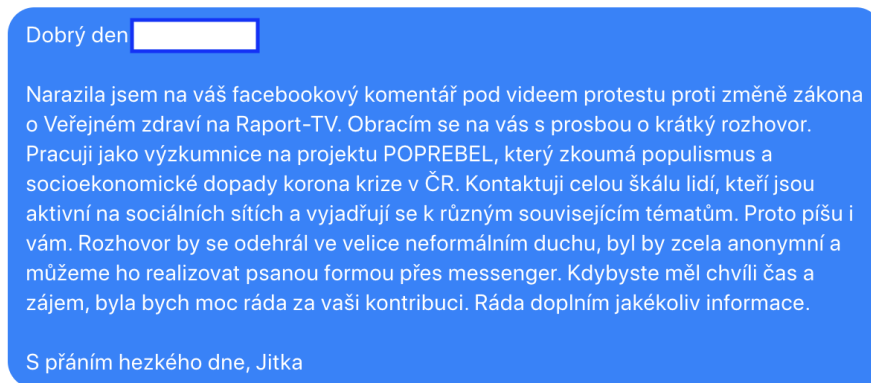 Dobrý den
Narazila jsem na váš facebookový komentář pod videem protestu proti změně zákona
o Veřejném zdraví na Raport-TV. Obracím se na vás s prosbou o krátký rozhovor.
Pracuji jako výzkumnice na projektu POPREBEL, který zkoumá populismus a
socioekonomické dopady korona krize v ČR. Kontaktuji celou škálu lidí, kteří jsou
aktivní na sociálních sítích a vyjadřují se k různým souvisejícím tématům. Proto píšu i
vám. Rozhovor by se odehrál ve velice neformálním duchu, byl by zcela anonymní a
můžeme ho realizovat psanou formou přes messenger. Kdybyste měl chvíli čas a
zájem, byla bych moc ráda za vaši kontribuci. Ráda doplním jakékoliv informace.
S přáním hezkého dne, Jitka